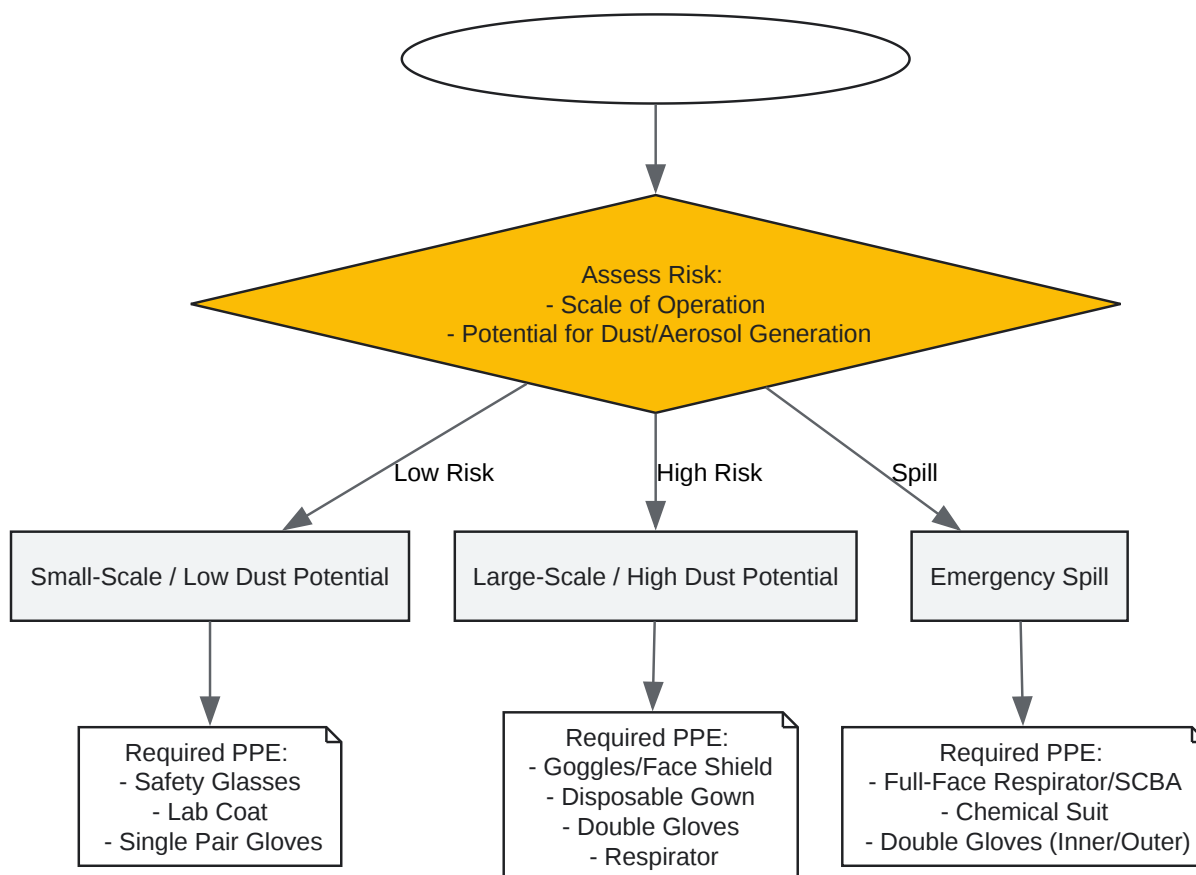 Assess Risk:
- Scale of Operation
- Potential for Dust/Aerosol Generation
Low Risk
High Risk
Spill
Small-Scale / Low Dust Potential
Large-Scale / High Dust Potential
Emergency Spill
Required PPE:
- Safety Glasses
- Lab Coat
- Single Pair Gloves
Required PPE:
- Goggles/Face Shield
- Disposable Gown
- Double Gloves
- Respirator
Required PPE:
- Full-Face Respirator/SCBA
- Chemical Suit
- Double Gloves (Inner/Outer)